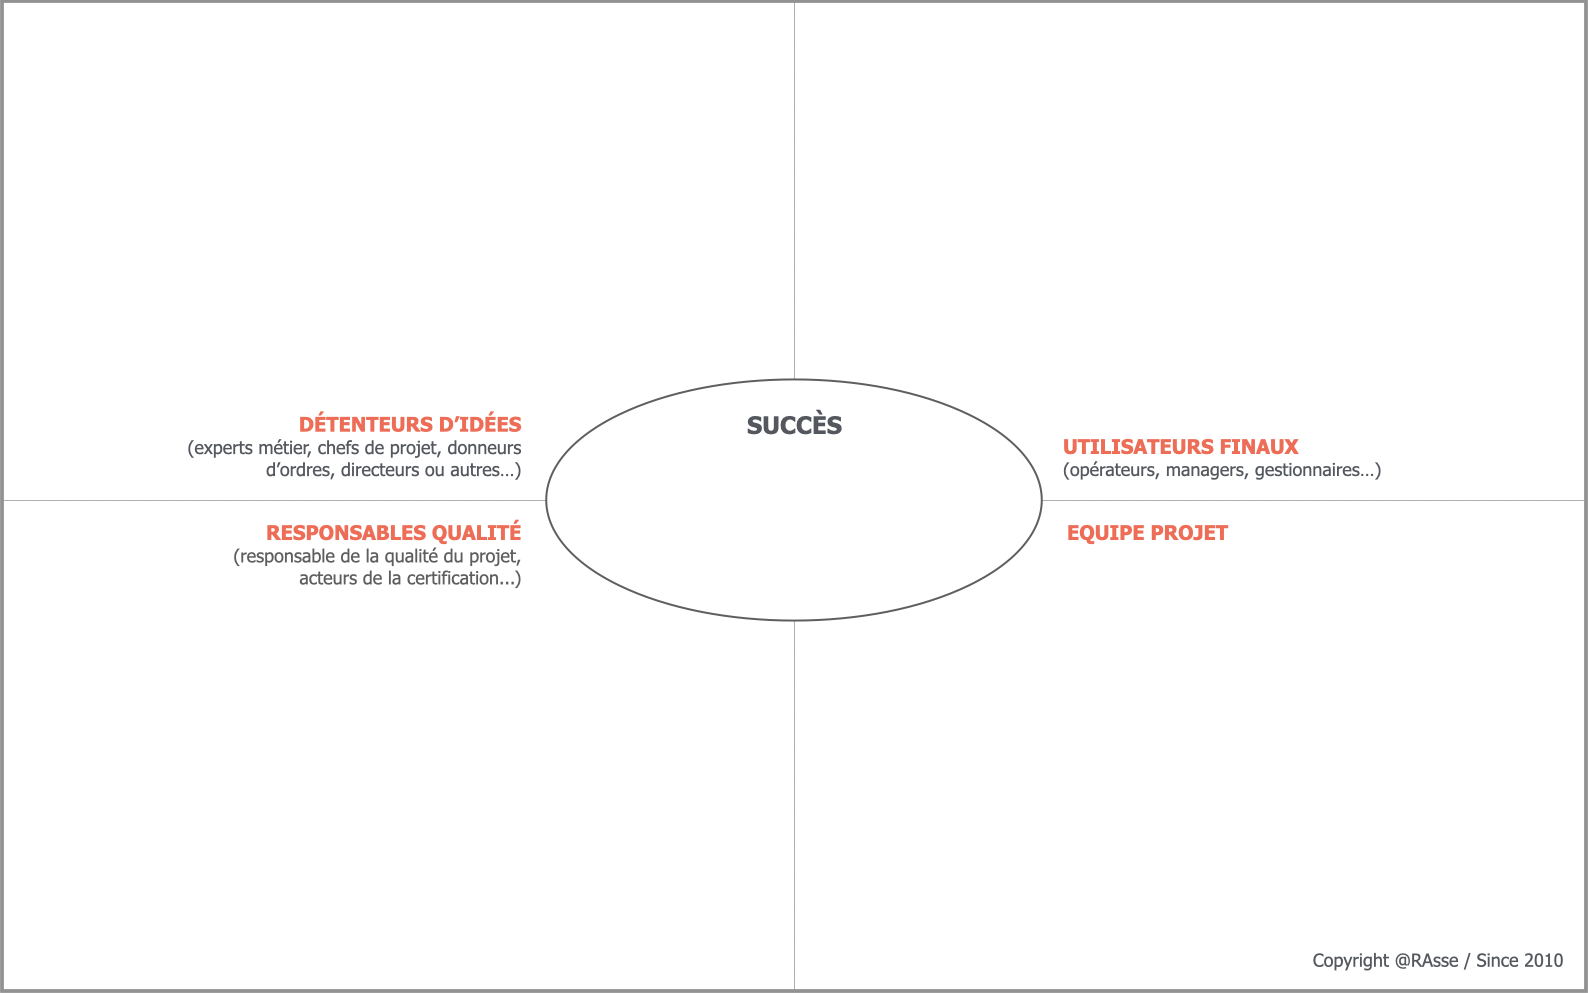 DÉTENTEURS D’IDÉES
(experts métier, chefs de projet, donneurs
d’ordres, directeurs ou autres…)
SUCCÈS
UTILISATEURS FINAUX
(opérateurs, managers, gestionnaires…)
RESPONSABLES QUALITÉ
(responsable de la qualité du projet,
acteurs de la certification...)
EQUIPE PROJET
Copyright @RAsse / Since 2010